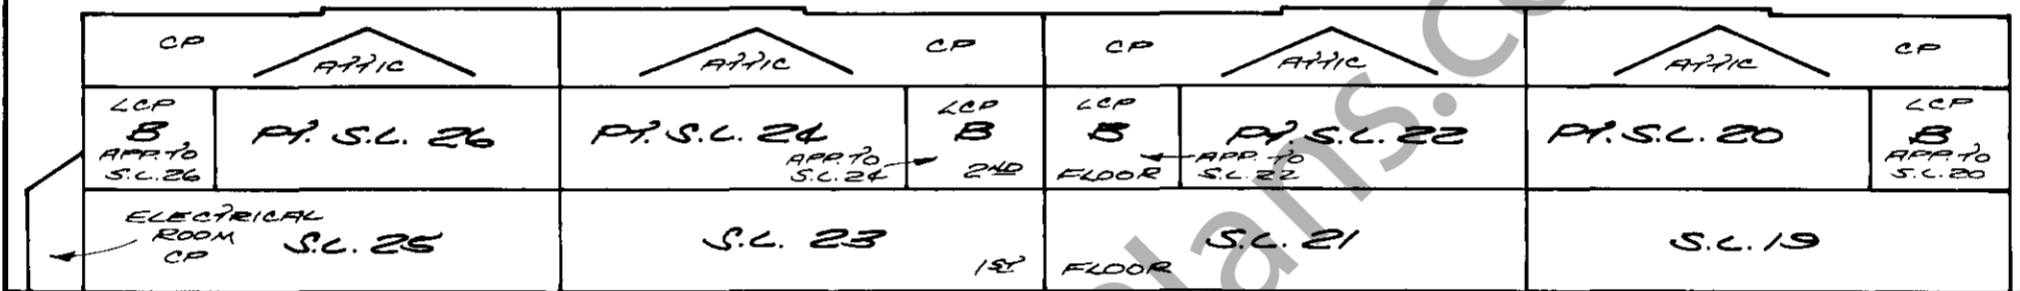 CP ATTIC ATTIC CP CP ATTIC ATTIC CP
LCP
B
APP. TO
S.L. 26
PT. S.L. 26
PT. S.L. 24
APP. TO
S.L. 24
LCP
B
2ND
LCP
B
FLOOR
PT. S.L. 22
APP. TO
S.L. 22
PT. S.L. 20
LCP
B
APP. TO
S.L. 20
ELECTRICAL
ROOM
CP
S.L. 25
S.L. 23
1ST
FLOOR
S.L. 21
S.L. 19
lans.c